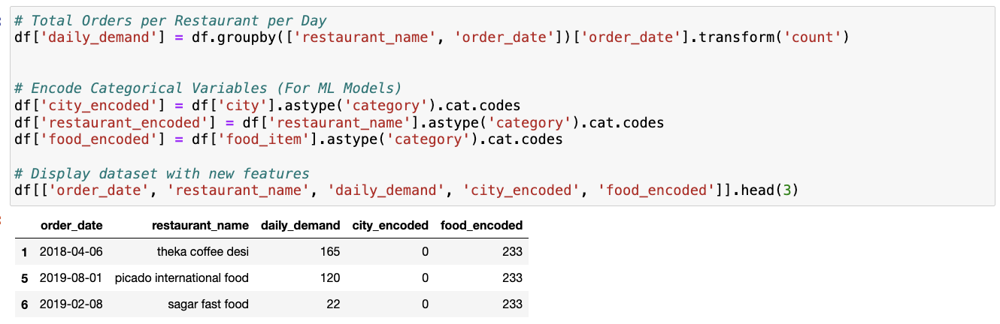 # Total Orders per Restaurant per Day
df['daily_demand'] = df.groupby(['restaurant_name', 'order_date'])['order_date'].transform('count')
# Encode Categorical Variables (For ML Models)
df['city_encoded'] = df['city'].astype('category').cat.codes
df['restaurant_encoded'] = df['restaurant_name'].astype('category').cat.codes
df['food_encoded'] = df['food_item'].astype('category').cat.codes
# Display dataset with new features
df[['order_date', 'restaurant_name', 'daily_demand', 'city_encoded', 'food_encoded']].head(3)
order_date restaurant_name daily_demand city_encoded food_encoded
1 2018-04-06 theka coffee desi 165 0 233
5 2019-08-01 picado international food 120 0 233
6 2019-02-08 sagar fast food 22 0 233